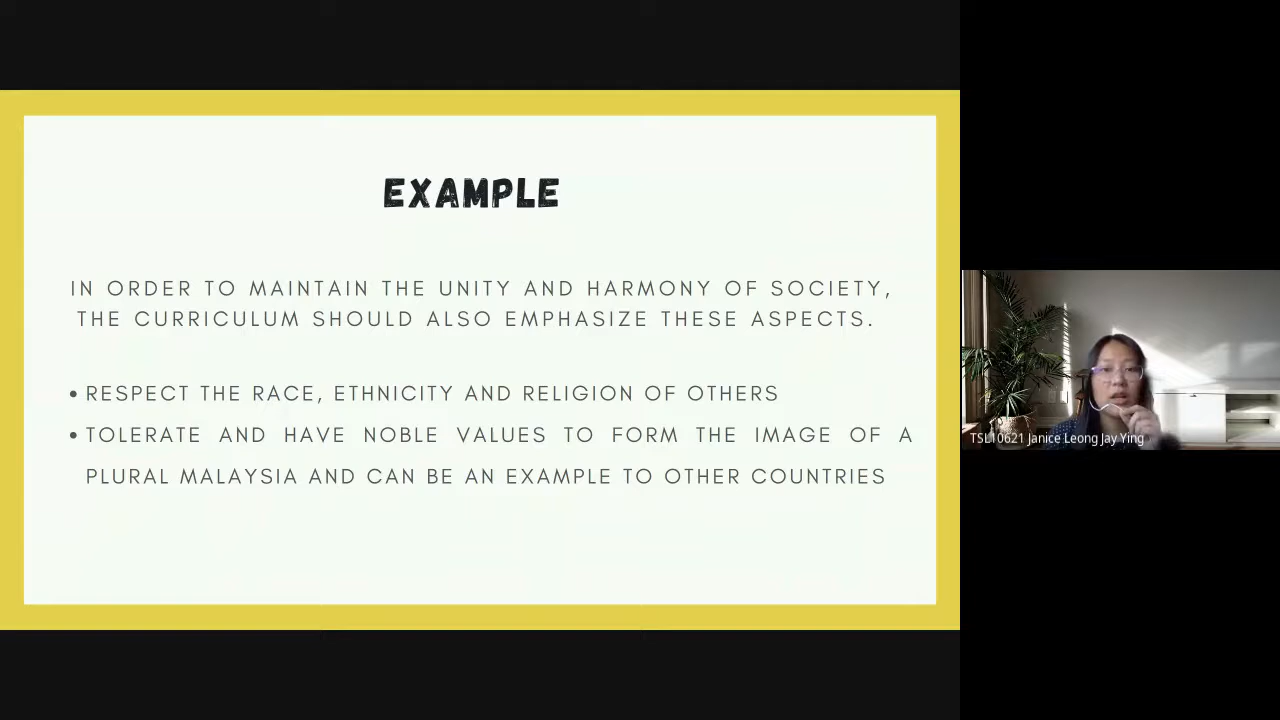 EXAMPLE
IN ORDER TO MAINTAIN THE UNITY AND HARMONY OF SOCIETY,
THE CURRICULUM SHOULD ALSO EMPHASIZE THESE ASPECTS.
• RESPECT THE RACE, ETHNICITY AND RELIGION OF OTHERS
• TOLERATE AND HAVE NOBLE VALUES TO FORM THE IMAGE OF A
PLURAL MALAYSIA AND CAN BE AN EXAMPLE TO OTHER COUNTRIES
TSL10621 Janice Leong Jay Ying